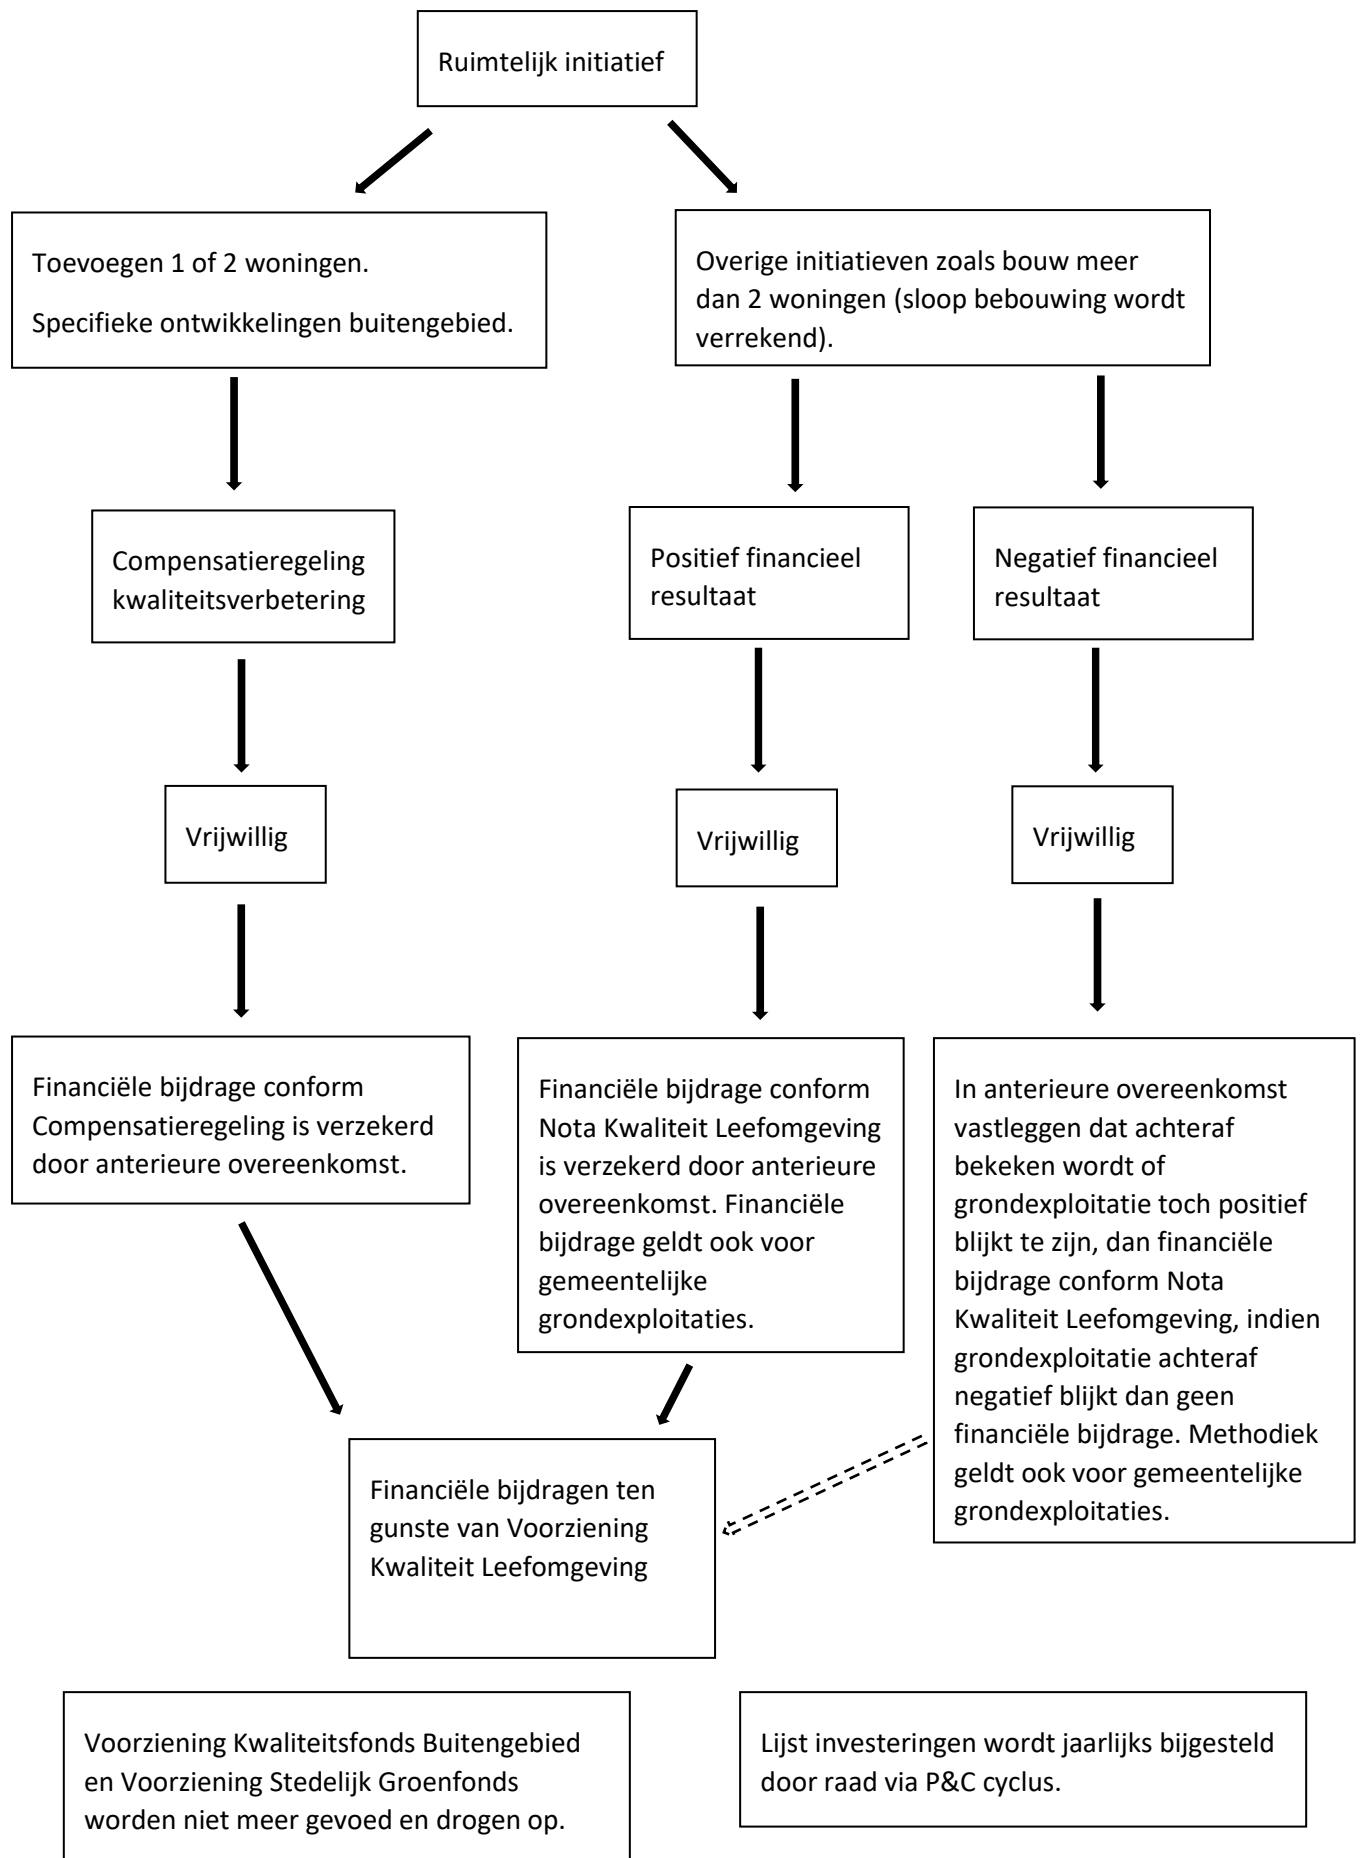 Ruimtelijk initiatief
Toevoegen 1 of 2 woningen.
Specifieke ontwikkelingen buitengebied.
Overige initiatieven zoals bouw meer
dan 2 woningen (sloop bebouwing wordt
verrekend).
Compensatieregeling
kwaliteitsverbetering
Positief financieel
resultaat
Negatief financieel
resultaat
Vrijwillig
Vrijwillig
Vrijwillig
Financiële bijdrage conform
Compensatieregeling is verzekerd
door anterieure overeenkomst.
Financiële bijdrage conform
Nota Kwaliteit Leefomgeving
is verzekerd door anterieure
overeenkomst. Financiële
bijdrage geldt ook voor
gemeentelijke
grondexploitaties.
In anterieure overeenkomst
vastleggen dat achteraf
bekeken wordt of
grondexploitatie toch positief
blijkt te zijn, dan financiële
bijdrage conform Nota
Kwaliteit Leefomgeving, indien
grondexploitatie achteraf
negatief blijkt dan geen
financiële bijdrage. Methodiek
geldt ook voor gemeentelijke
grondexploitaties.
Financiële bijdragen ten
gunste van Voorziening
Kwaliteit Leefomgeving
Voorziening Kwaliteitsfonds Buitengebied
en Voorziening Stedelijk Groenfonds
worden niet meer gevoed en drogen op.
Lijst investeringen wordt jaarlijks bijgesteld
door raad via P&C cyclus.